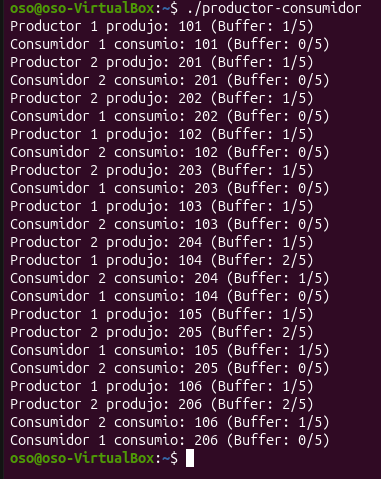 oso@oso-VirtualBox:~$ ./productor-consumidor
Productor 1 produjo: 101 (Buffer: 1/5)
Consumidor 1 consumio: 101 (Buffer: 0/5)
Productor 2 produjo: 201 (Buffer: 1/5)
Consumidor 2 consumio: 201 (Buffer: 0/5)
Productor 2 produjo: 202 (Buffer: 1/5)
Consumidor 1 consumio: 202 (Buffer: 0/5)
Productor 1 produjo: 102 (Buffer: 1/5)
Consumidor 2 consumio: 102 (Buffer: 0/5)
Productor 2 produjo: 203 (Buffer: 1/5)
Consumidor 1 consumio: 203 (Buffer: 0/5)
Productor 1 produjo: 103 (Buffer: 1/5)
Consumidor 2 consumio: 103 (Buffer: 0/5)
Productor 2 produjo: 204 (Buffer: 1/5)
Productor 1 produjo: 104 (Buffer: 2/5)
Consumidor 2 consumio: 204 (Buffer: 1/5)
Consumidor 1 consumio: 104 (Buffer: 0/5)
Productor 1 produjo: 105 (Buffer: 1/5)
Productor 2 produjo: 205 (Buffer: 2/5)
Consumidor 1 consumio: 105 (Buffer: 1/5)
Consumidor 2 consumio: 205 (Buffer: 0/5)
Productor 1 produjo: 106 (Buffer: 1/5)
Productor 2 produjo: 206 (Buffer: 2/5)
Consumidor 2 consumio: 106 (Buffer: 1/5)
Consumidor 1 consumio: 206 (Buffer: 0/5)
oso@oso-VirtualBox:~$